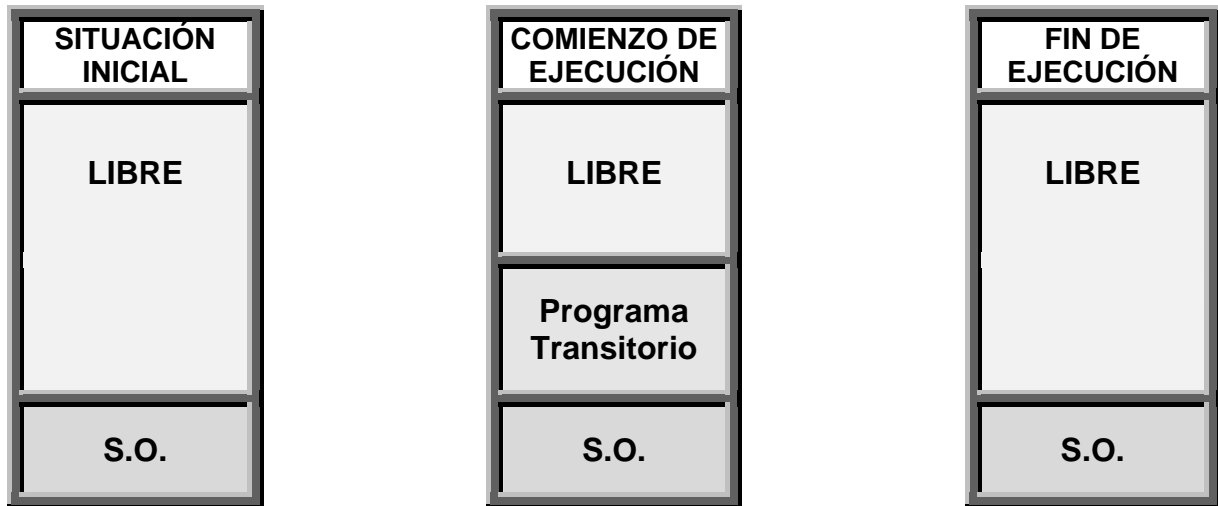 SITUACIÓN
INICIAL
LIBRE
S.O.
COMIENZO DE
EJECUCIÓN
LIBRE
Programa
Transitorio
S.O.
FIN DE
EJECUCIÓN
LIBRE
S.O.